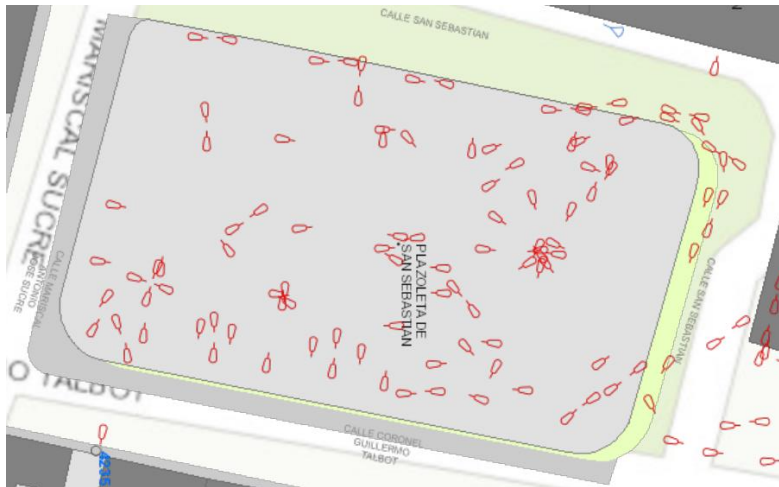 CALLE SAN SEBASTIAN
MARISCAL SUCRE
CALLE MARISCAL
ANTONIO
JOSE SUCRE
PLAZOLETA DE
SAN SEBASTIAN
CALLE SAN SEBASTIAN
O TALBOT
CALLE CORONEL
GUILLERMO
TALBOT
4235